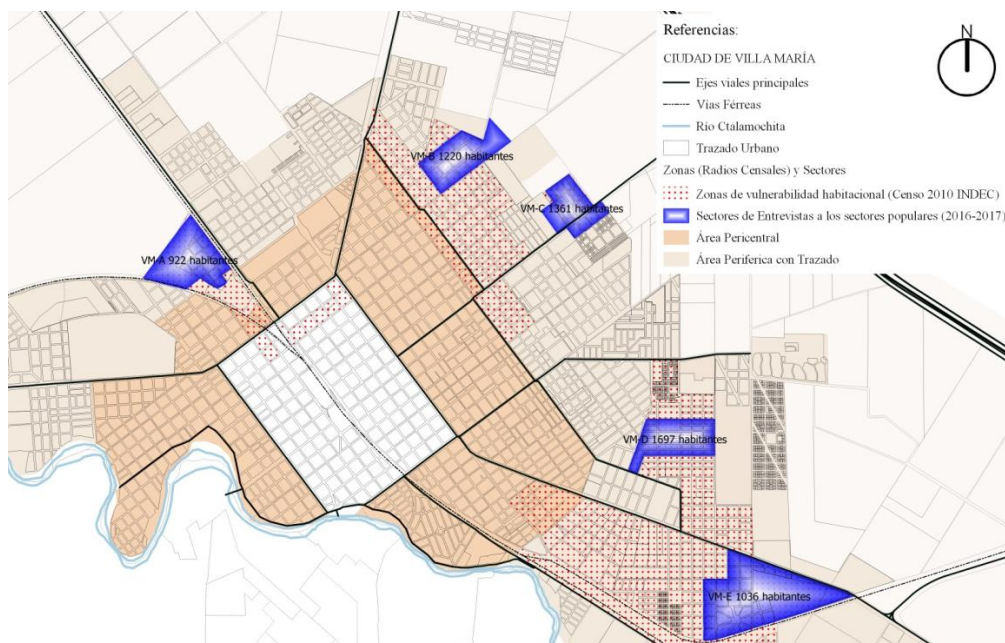 Referencias:
N
CIUDAD DE VILLA MARÍA
Ejes viales principales
Vías Férreas
Río Ctalamochita
Trazado Urbano
Zonas (Radios Censales) y Sectores
Zonas de vulnerabilidad habitacional (Censo 2010 INDEC)
Sectores de Entrevistas a los sectores populares (2016-2017)
Área Pericentral
Área Periferica con Trazado
VM-B 1220 habitantes
VM-C 1361 habitantes
VM-A 922 habitantes
VM-D 1697 habitantes
VM-E 1036 habitantes